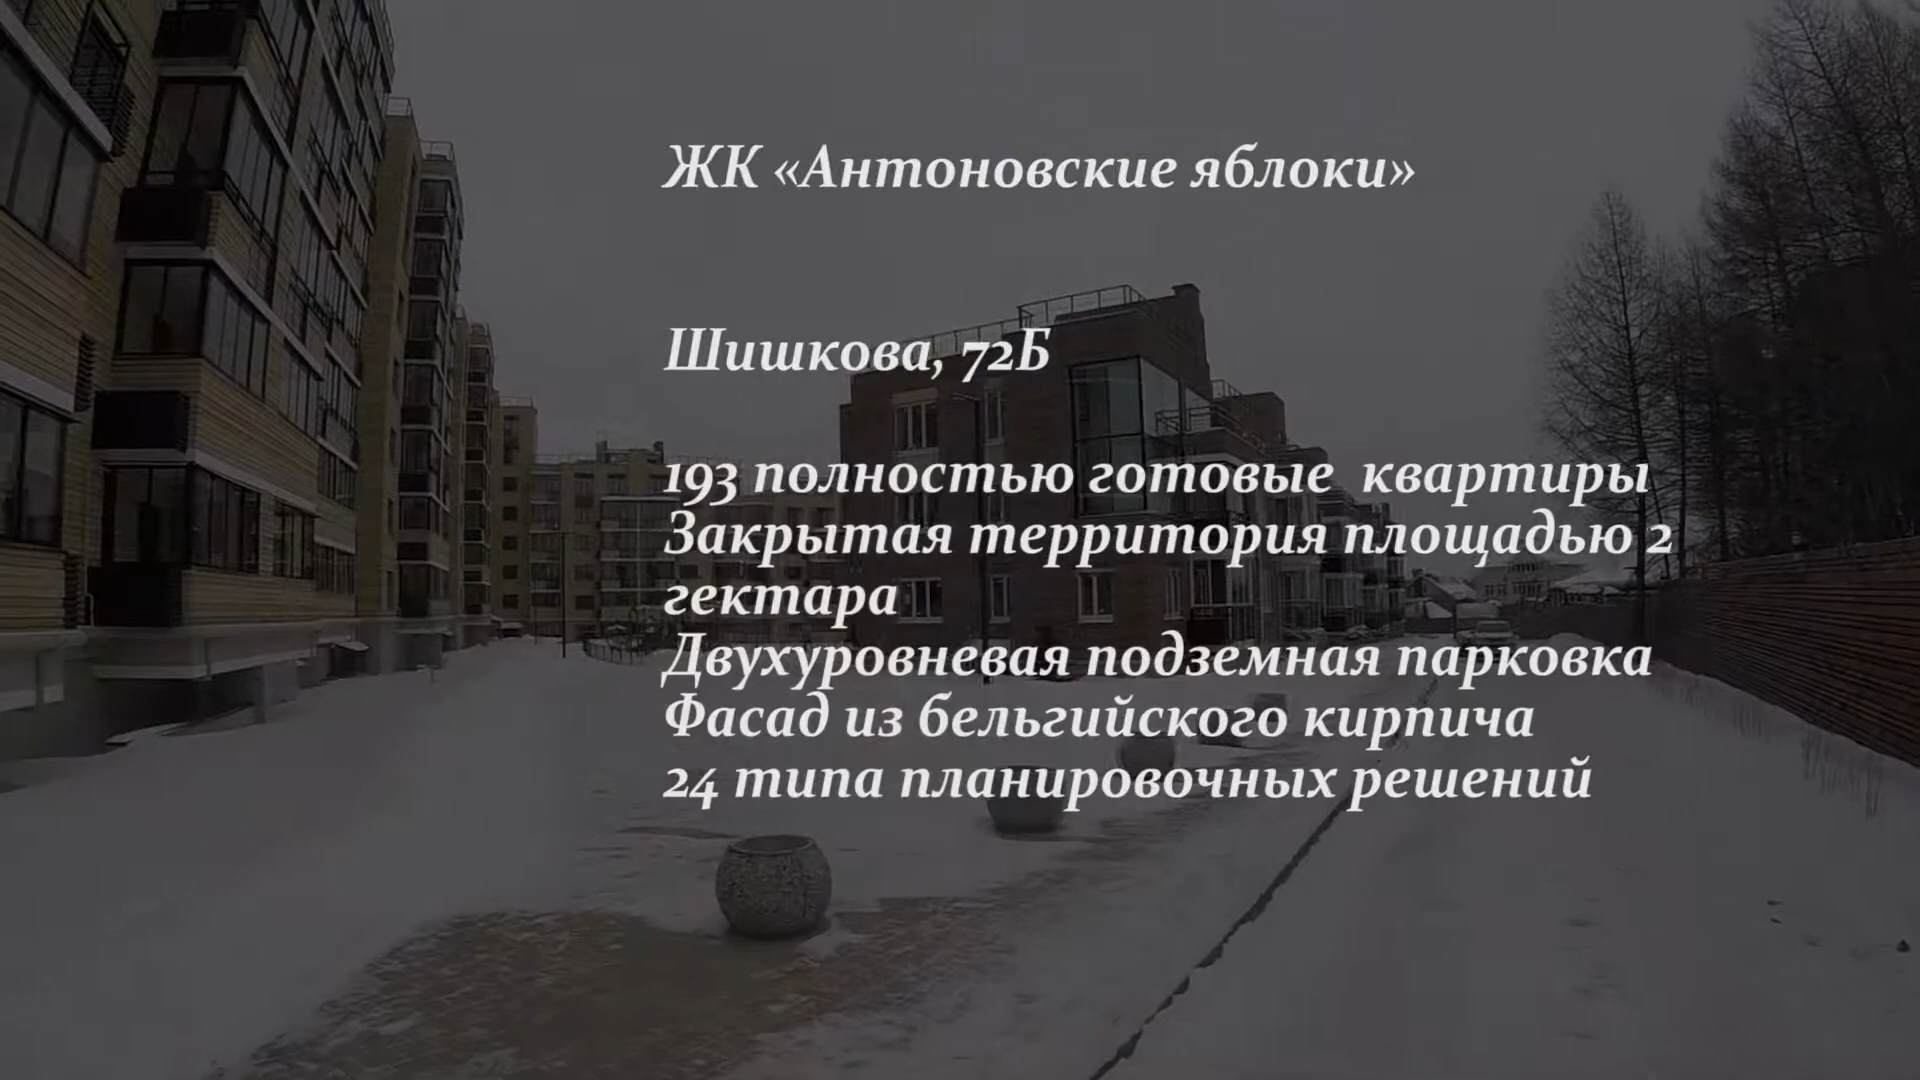 ЖК «Антоновские яблоки»
Шишкова, 72Б
193 полностью готовые квартиры
Закрытая территория площадью 2
гектара
Двухуровневая подземная парковка
Фасад из бельгийского кирпича
24 типа планировочных решений